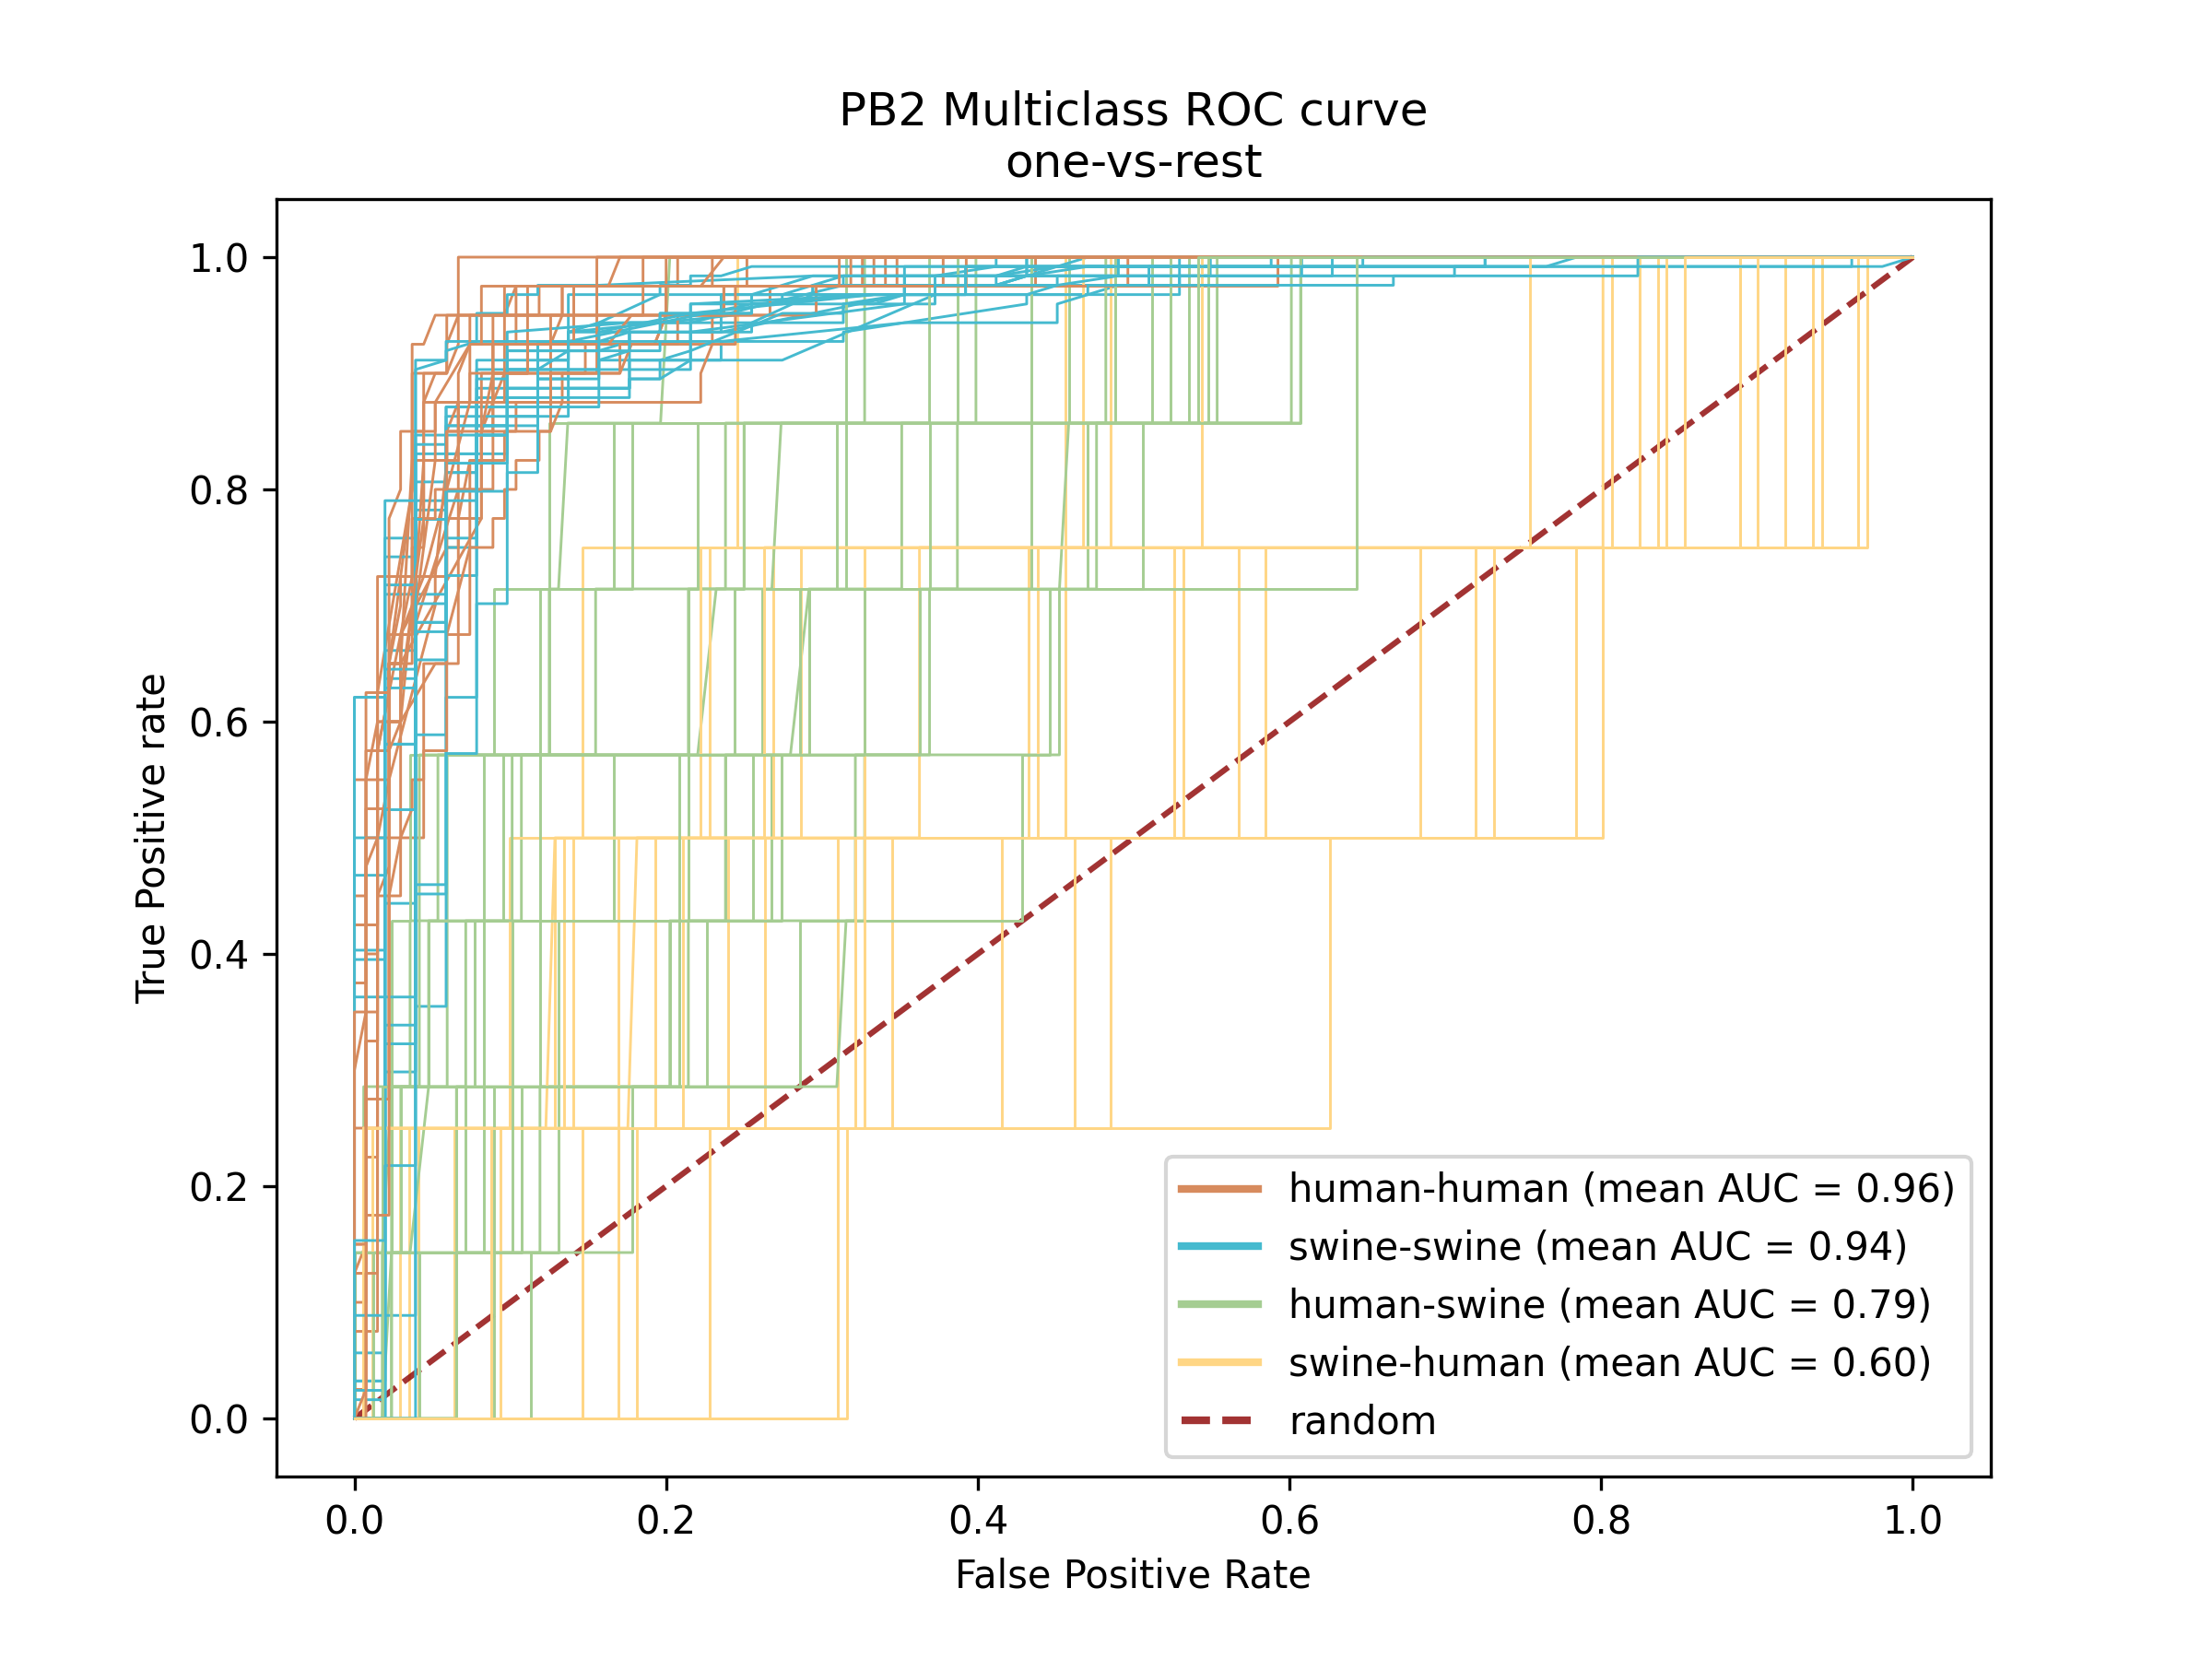 PB2 Multiclass ROC curve
one-vs-rest
True Positive rate
1.0
0.8
0.6
0.4
0.2
0.0
0.0 0.2 0.4 0.6 0.8 1.0
False Positive Rate
human-human (mean AUC = 0.96)
swine-swine (mean AUC = 0.94)
human-swine (mean AUC = 0.79)
swine-human (mean AUC = 0.60)
random